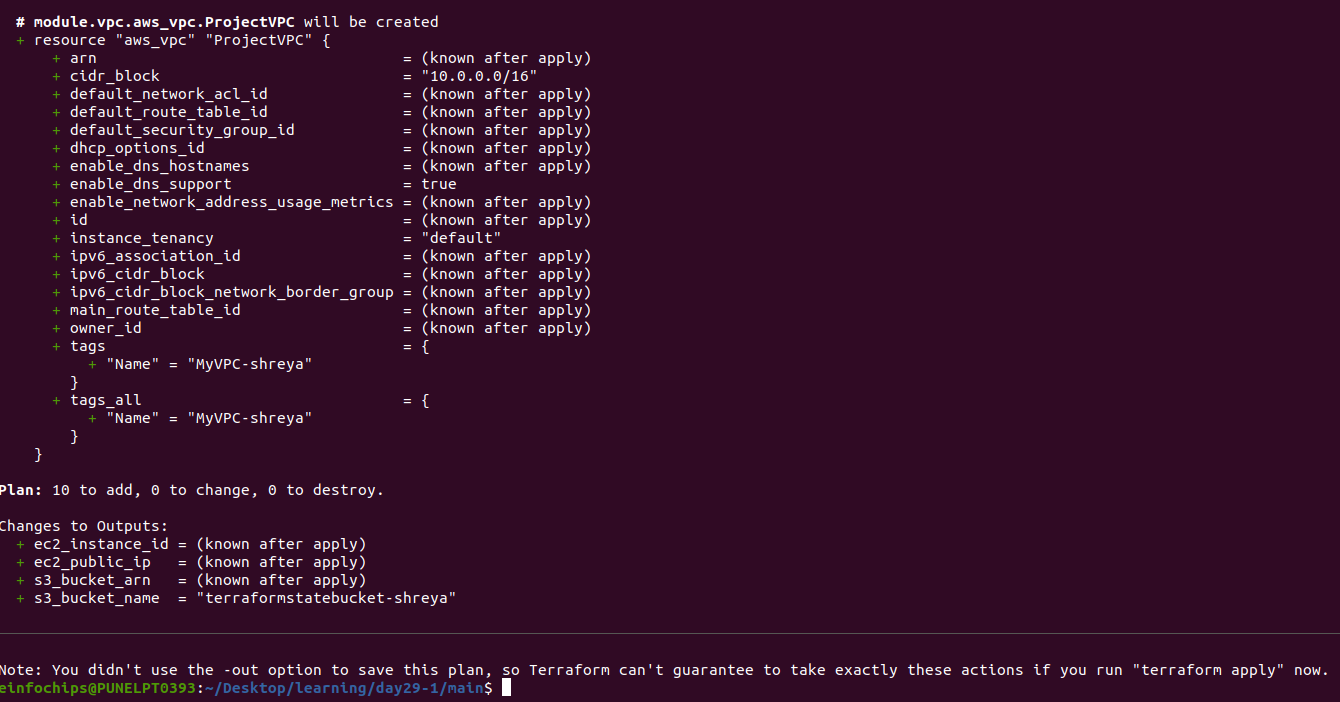 # module.vpc.aws_vpc.ProjectVPC will be created
+ resource "aws_vpc" "ProjectVPC" {
+ arn = (known after apply)
+ cidr_block = "10.0.0.0/16"
+ default_network_acl_id = (known after apply)
+ default_route_table_id = (known after apply)
+ default_security_group_id = (known after apply)
+ dhcp_options_id = (known after apply)
+ enable_dns_hostnames = (known after apply)
+ enable_dns_support = true
+ enable_network_address_usage_metrics = (known after apply)
+ id = (known after apply)
+ instance_tenancy = "default"
+ ipv6_association_id = (known after apply)
+ ipv6_cidr_block = (known after apply)
+ ipv6_cidr_block_network_border_group = (known after apply)
+ main_route_table_id = (known after apply)
+ owner_id = (known after apply)
+ tags = {
+ "Name" = "MyVPC-shreya"
}
+ tags_all = {
+ "Name" = "MyVPC-shreya"
}
}
Plan: 10 to add, 0 to change, 0 to destroy.
Changes to Outputs:
+ ec2_instance_id = (known after apply)
+ ec2_public_ip = (known after apply)
+ s3_bucket_arn = (known after apply)
+ s3_bucket_name = "terraformstatebucket-shreya"
Note: You didn't use the -out option to save this plan, so Terraform can't guarantee to take exactly these actions if you run "terraform apply" now.
einfochips@PUNELPT0393:~/Desktop/learning/day29-1/main$